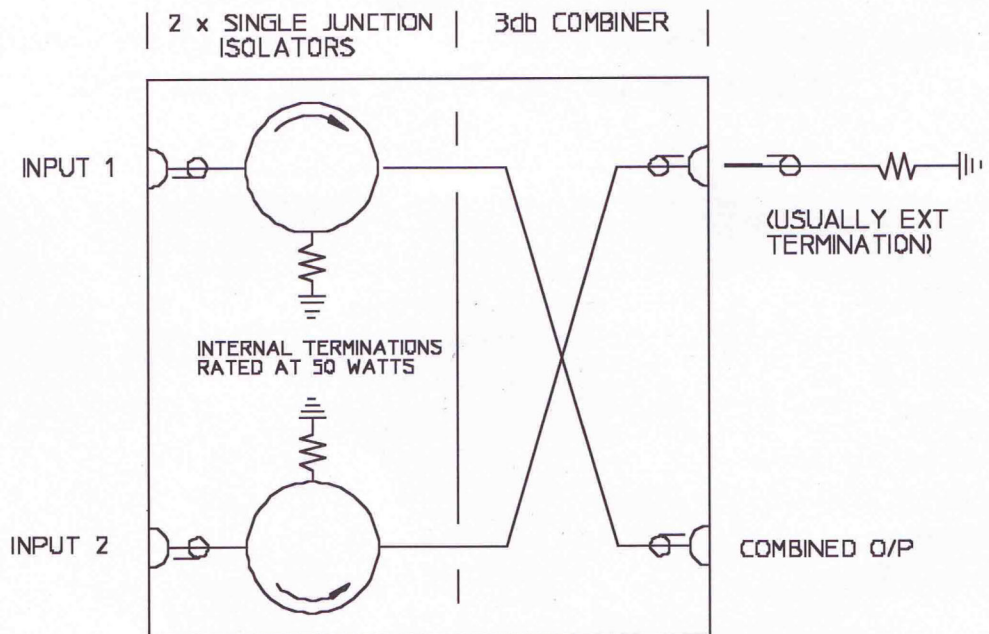 2 x SINGLE JUNCTION
ISOLATORS
3db COMBINER
INPUT 1
(USUALLY EXT
TERMINATION)
INTERNAL TERMINATIONS
RATED AT 50 WATTS
INPUT 2
COMBINED O/P